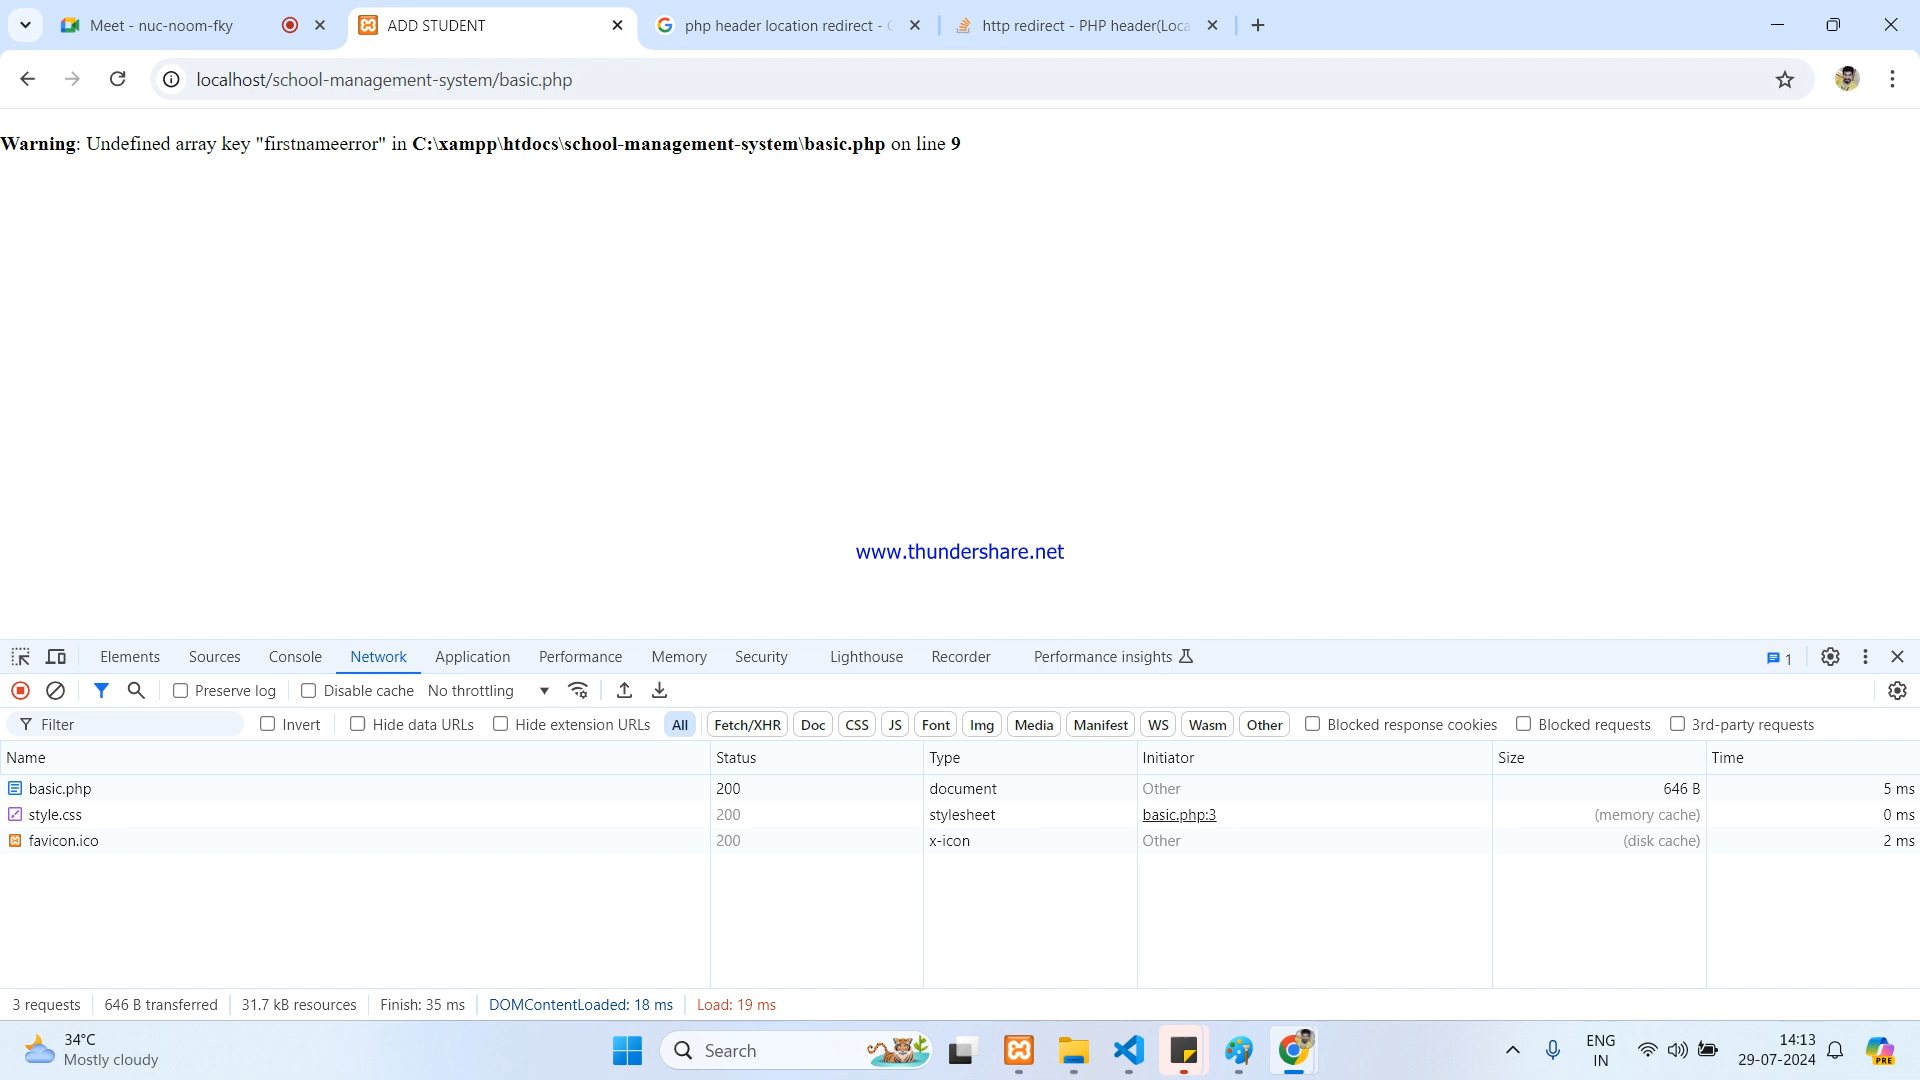 Meet - nuc-noom-fky
ADD STUDENT
php header location redirect - G
http redirect - PHP header(Loca
localhost/school-management-system/basic.php
Warning: Undefined array key "firstnameerror" in C:\xampp\htdocs\school-management-system\basic.php on line 9
www.thundershare.net
Elements Sources Console Network Application Performance Memory Security Lighthouse Recorder Performance insights 1
Preserve log Disable cache No throttling
Filter Invert Hide data URLs Hide extension URLs All Fetch/XHR Doc CSS JS Font Img Media Manifest WS Wasm Other Blocked response cookies Blocked requests 3rd-party requests
Name Status Type Initiator Size Time
basic.php 200 document Other 646 B 5 ms
style.css 200 stylesheet basic.php:3 (memory cache) 0 ms
favicon.ico 200 x-icon Other (disk cache) 2 ms
3 requests 646 B transferred 31.7 kB resources Finish: 35 ms DOMContentLoaded: 18 ms Load: 19 ms
34°C
Mostly cloudy
Search
ENG
IN
14:13
29-07-2024
PRE